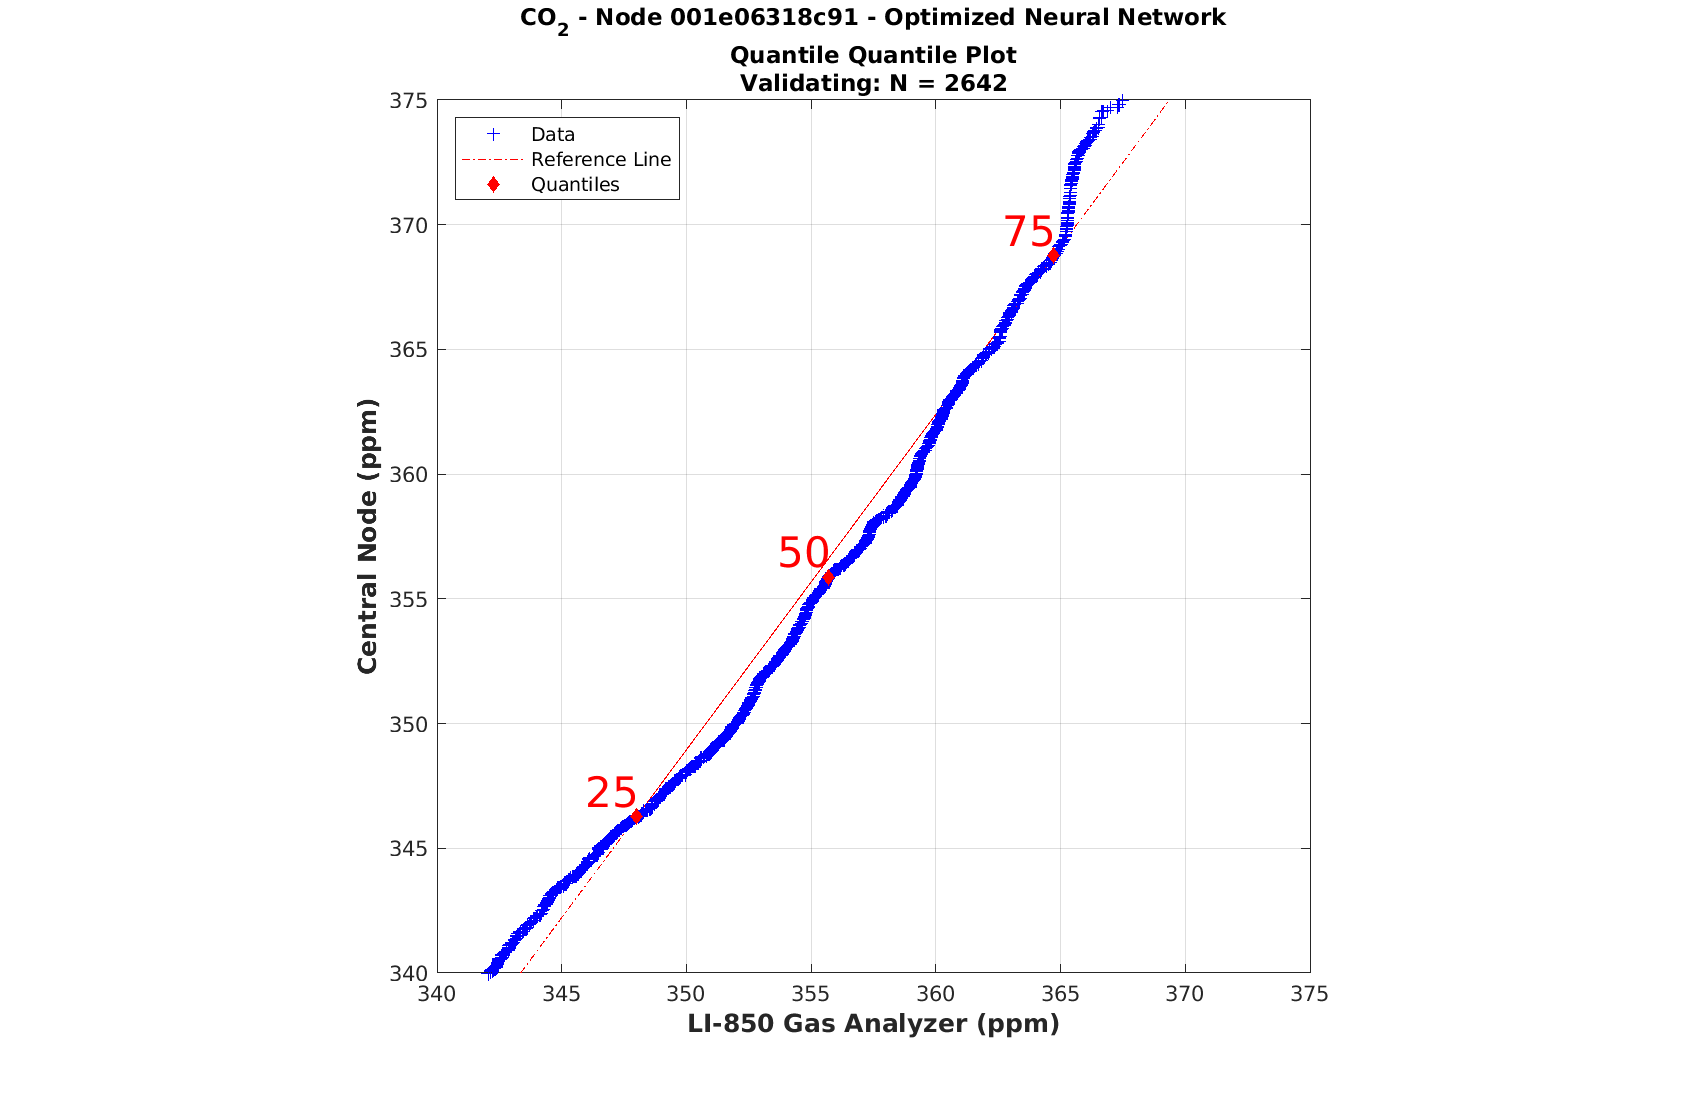 CO2 - Node 001e06318c91 - Optimized Neural Network
Quantile Quantile Plot
Validating: N = 2642
Data
Reference Line
Quantiles
375
370
365
360
355
350
345
340
Central Node (ppm)
75
50
25
340
345
350
355
360
365
370
375
LI-850 Gas Analyzer (ppm)